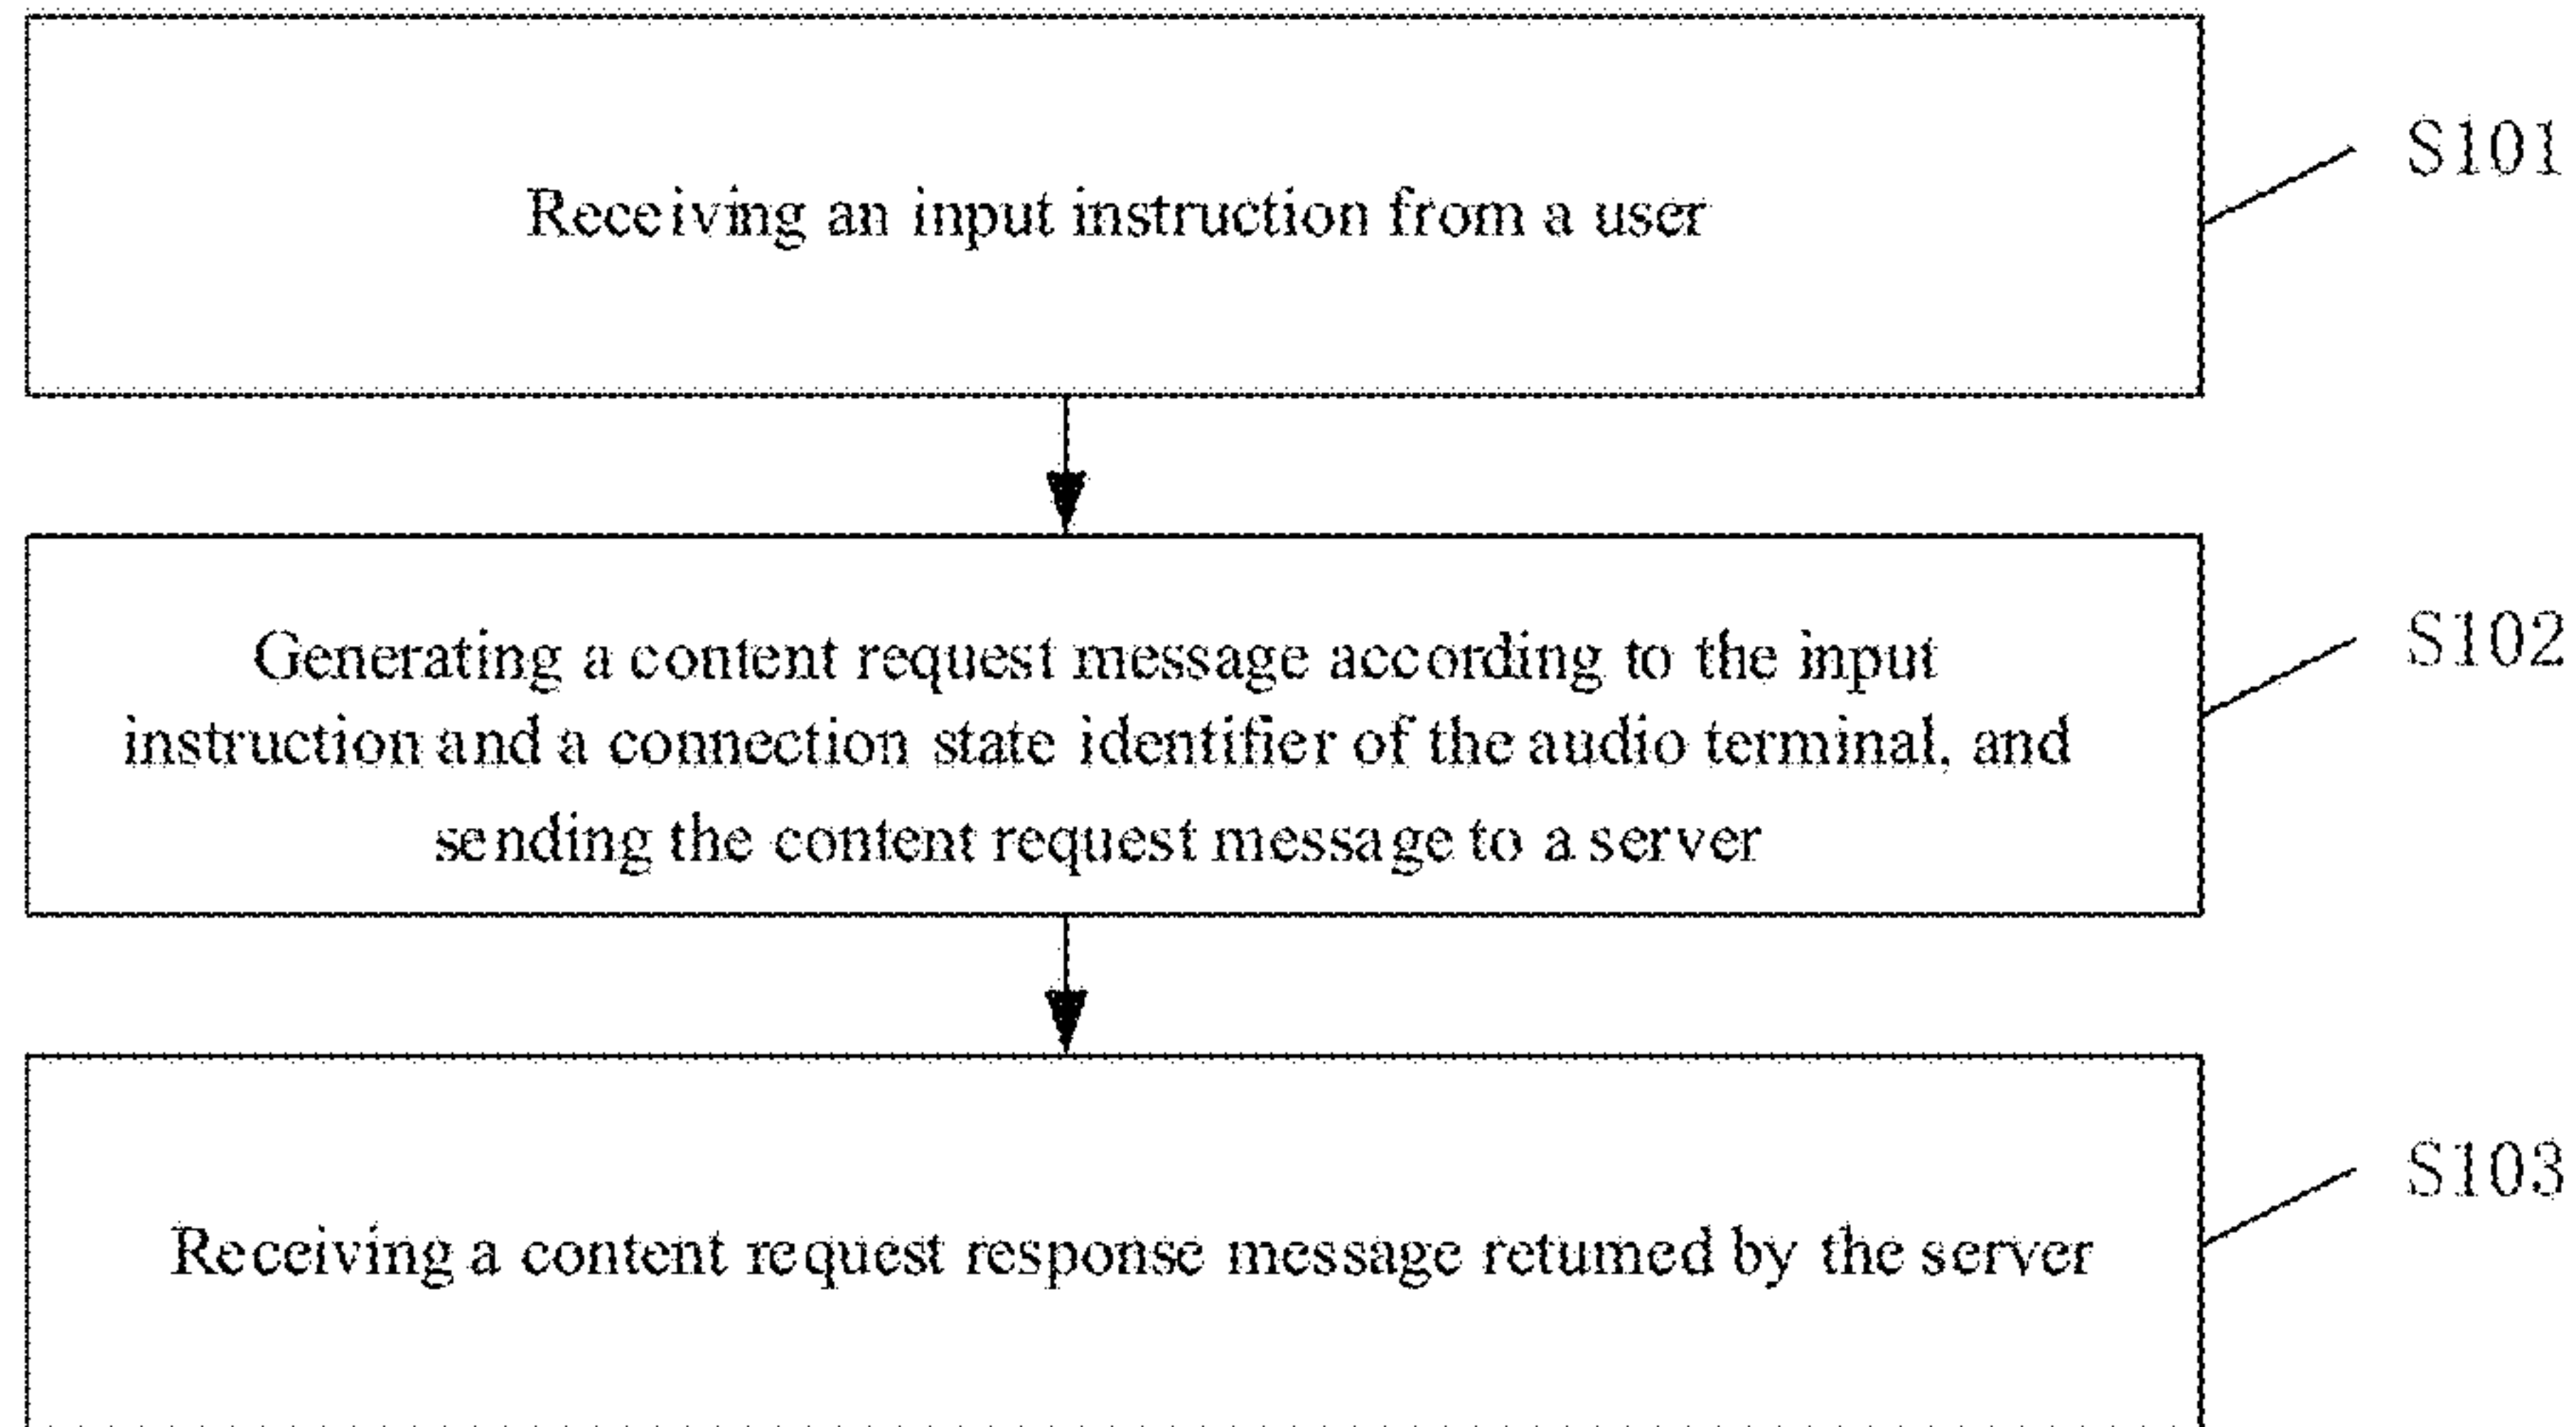 Receiving an input instruction from a user
S101
Generating a content request message according to the input
instruction and a connection state identifier of the audio terminal, and
sending the content request message to a server
S102
Receiving a content request response message returned by the server
S103